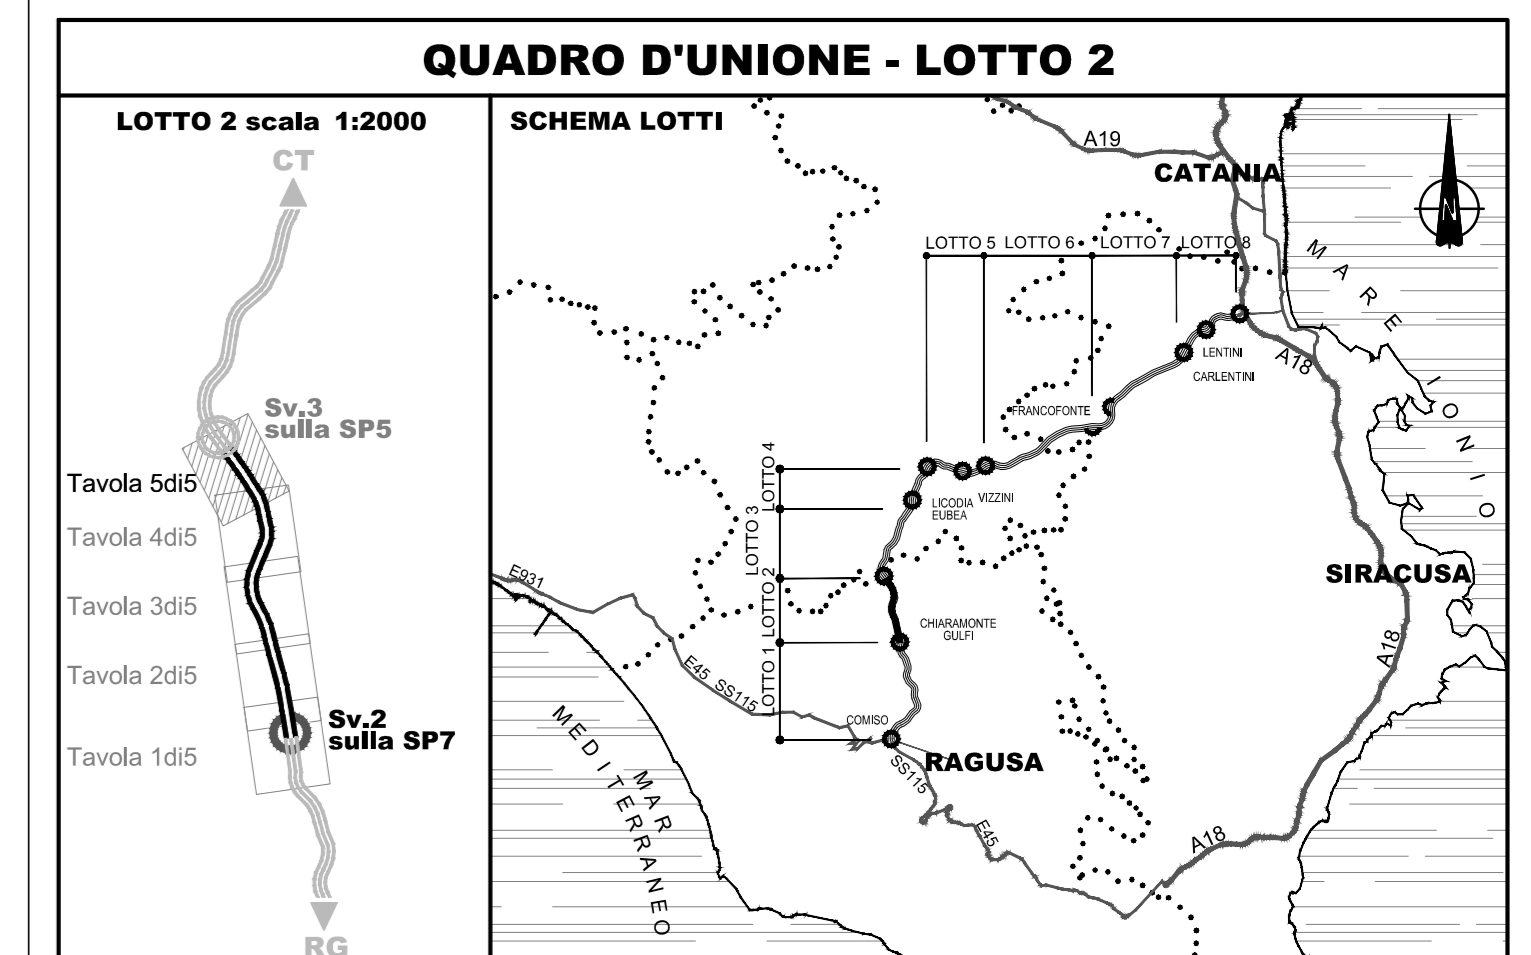 QUADRO D'UNIONE - LOTTO 2
LOTTO 2 scala 1:2000
CT
Sv.3
sulla SP5
Tavola 5di5
Tavola 4di5
Tavola 3di5
Tavola 2di5
Sv.2
sulla SP7
Tavola 1di5
RG
SCHEMA LOTTI
A19
CATANIA
N
LOTTO 5
LOTTO 6
LOTTO 7
LOTTO 8
MARE
IONIO
LENTINI
CARLENTINI
A18
FRANCOFONTE
LOTTO 4
LOTTO 3
LOTTO 2
LOTTO 1
LICODIA
EUBEA
VIZZINI
E931
SIRACUSA
CHIARAMONTE
GULFI
A18
E45 SS115
COMISO
RAGUSA
SS115
MAR
MEDITERRANEO
E45
A18